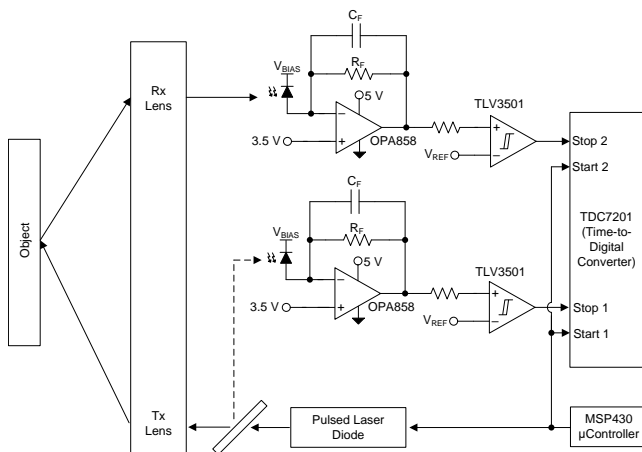 C_F
R_F
V_BIAS
5 V
Rx
Lens
TLV3501
3.5 V
OPA858
V_REF
Stop 2
Start 2
C_F
R_F
V_BIAS
5 V
TDC7201
(Time-to-
Digital
Converter)
Object
TLV3501
3.5 V
OPA858
V_REF
Stop 1
Start 1
Tx
Lens
Pulsed Laser
Diode
MSP430
µController